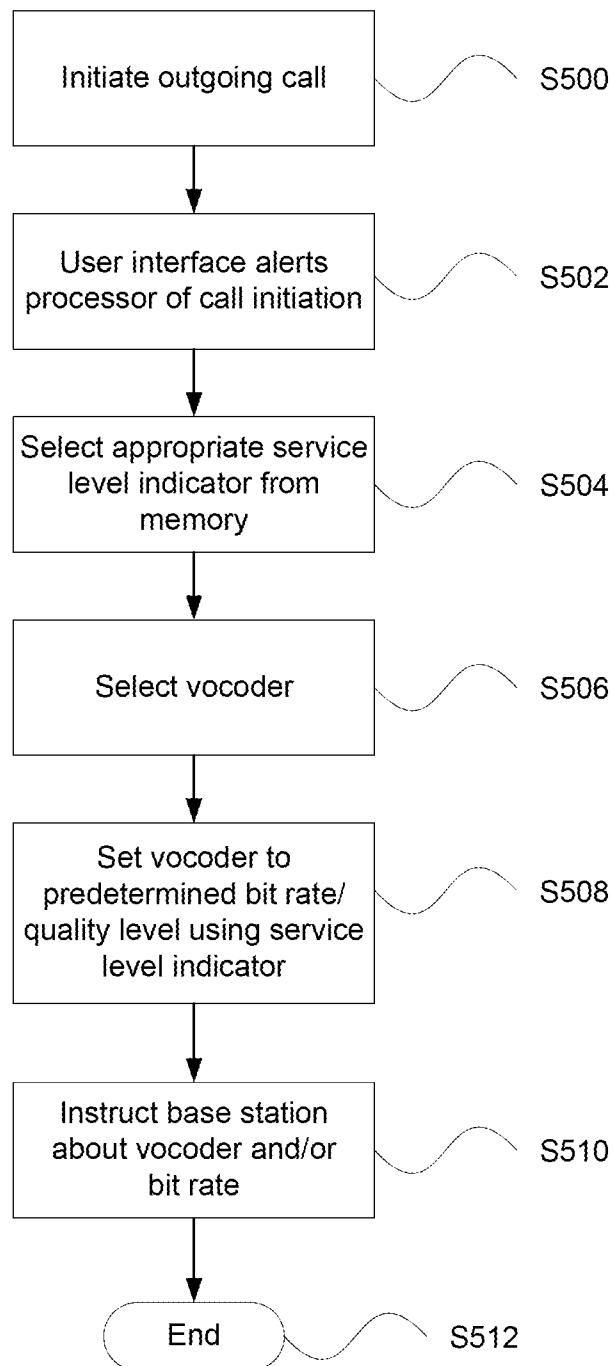 Initiate outgoing call
S500
User interface alerts
processor of call initiation
S502
Select appropriate service
level indicator from
memory
S504
Select vocoder
S506
Set vocoder to
predetermined bit rate/
quality level using service
level indicator
S508
Instruct base station
about vocoder and/or
bit rate
S510
End
S512